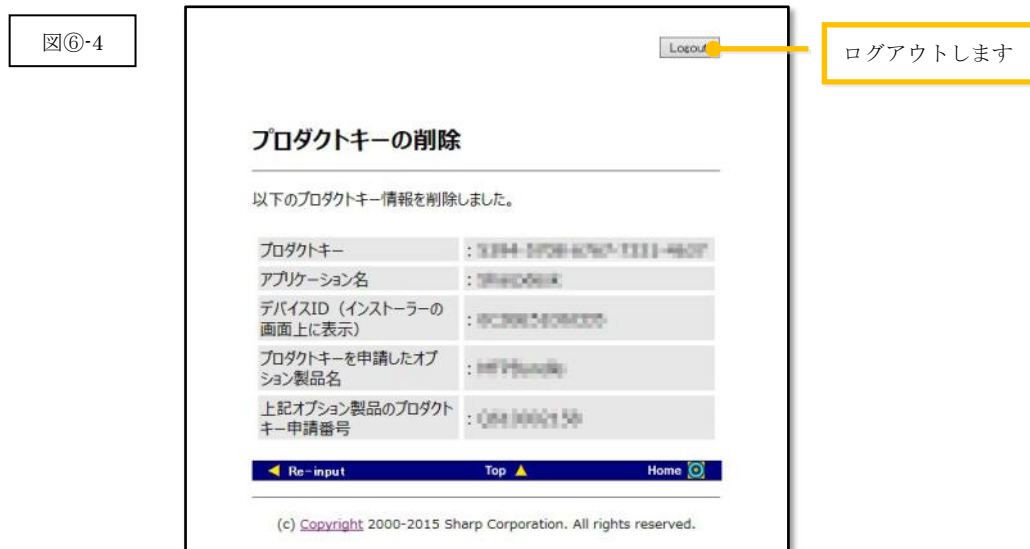 図⑥-4
Logout
ログアウトします
プロダクトキーの削除
以下のプロダクトキー情報を削除しました。
プロダクトキー :
アプリケーション名 :
デバイスID（インストーラーの
画面上に表示） :
プロダクトキーを申請したオプ
ション製品名 :
上記オプション製品のプロダクト
キー申請番号 :
Re-input Top Home
(c) Copyright 2000-2015 Sharp Corporation. All rights reserved.